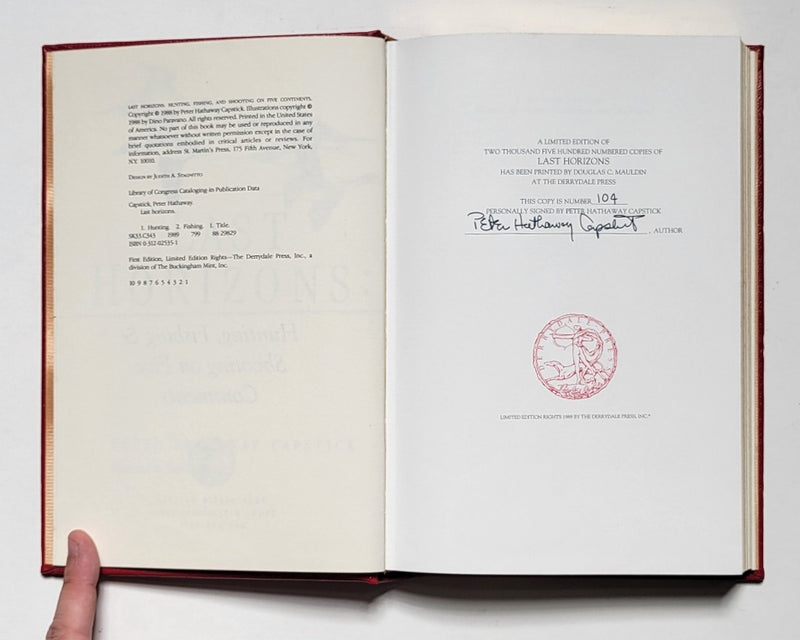 LAST HORIZONS: HUNTING, FISHING, AND SHOOTING ON FIVE CONTINENTS.
Copyright © 1988 by Peter Hathaway Capstick. Illustrations copyright ©
1988 by Dino Paravano. All rights reserved. Printed in the United States
of America. No part of this book may be used or reproduced in any
manner whatsoever without written permission except in the case of
brief quotations embodied in critical articles or reviews. For
information, address St. Martin's Press, 175 Fifth Avenue, New York,
N.Y. 10010.
DESIGN BY JUDITH A. STAGNITTO
Library of Congress Cataloging-in-Publication Data
Capstick, Peter Hathaway.
Last horizons.
1. Hunting. 2. Fishing. I. Title.
SK33.C343 1989 799 88-29829
ISBN 0-312-02535-1
First Edition, Limited Edition Rights—The Derrydale Press, Inc., a
division of The Buckingham Mint, Inc.
10 9 8 7 6 5 4 3 2 1
A LIMITED EDITION OF
TWO THOUSAND FIVE HUNDRED NUMBERED COPIES OF
LAST HORIZONS
HAS BEEN PRINTED BY DOUGLAS C. MAULDIN
AT THE DERRYDALE PRESS
THIS COPY IS NUMBER 104
PERSONALLY SIGNED BY PETER HATHAWAY CAPSTICK
Peter Hathaway Capstick, AUTHOR
DERRYDALE PRESS
LIMITED EDITION RIGHTS 1989 BY THE DERRYDALE PRESS, INC.*